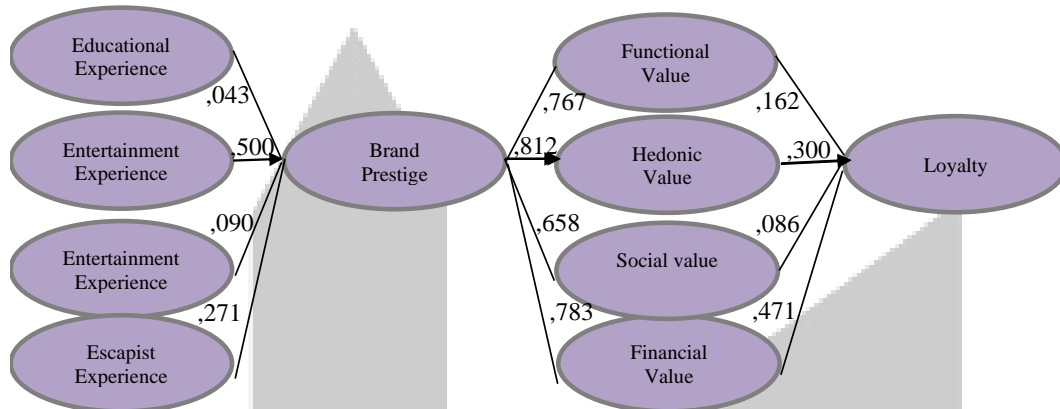 Educational
Experience
,043
Entertainment
Experience
,500
Entertainment
Experience
,090
Escapist
Experience
,271
Brand
Prestige
,767
,812
,658
,783
Functional
Value
Hedonic
Value
Social value
Financial
Value
,162
,300
,086
,471
Loyalty